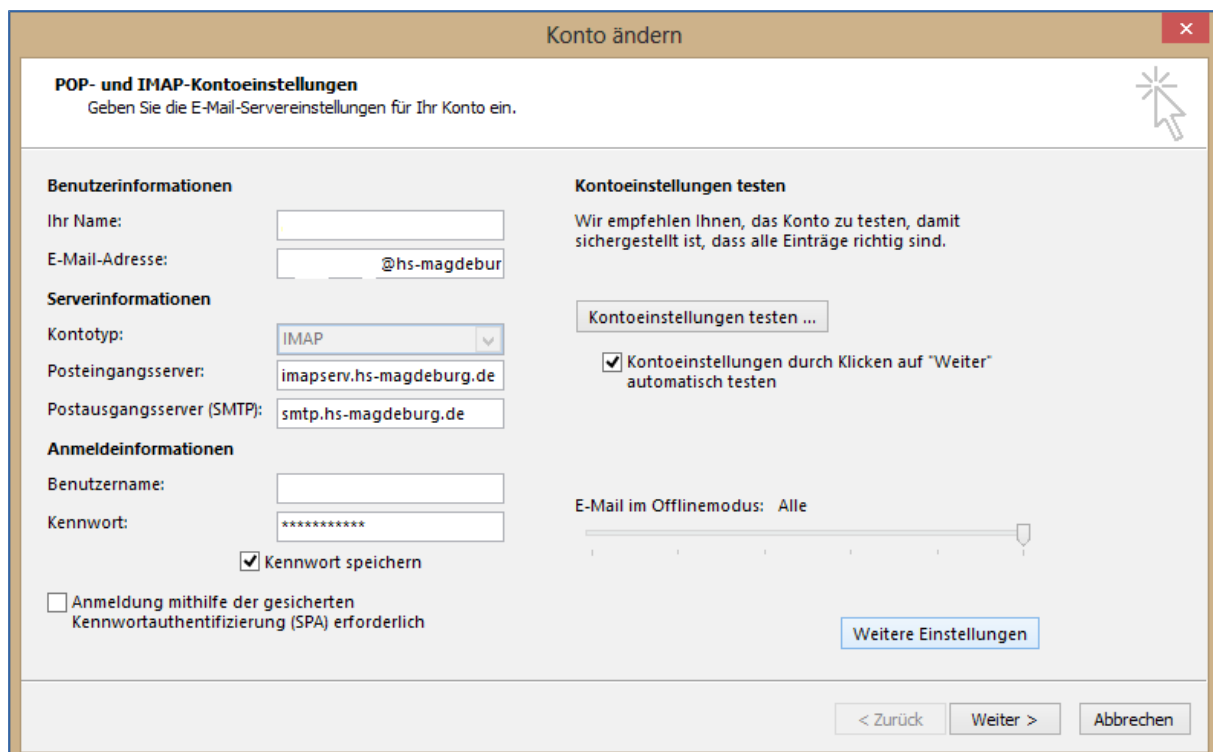 Konto ändern
POP- und IMAP-Kontoeinstellungen
Geben Sie die E-Mail-Servereinstellungen für Ihr Konto ein.
Benutzerinformationen
Ihr Name:
E-Mail-Adresse:
@hs-magdebur
Serverinformationen
Kontotyp:
IMAP
Posteingangsserver:
imapserv.hs-magdeburg.de
Postausgangsserver (SMTP):
smtp.hs-magdeburg.de
Anmeldeinformationen
Benutzername:
Kennwort:
***********
Kennwort speichern
Anmeldung mithilfe der gesicherten
Kennwortauthentifizierung (SPA) erforderlich
Kontoeinstellungen testen
Wir empfehlen Ihnen, das Konto zu testen, damit
sichergestellt ist, dass alle Einträge richtig sind.
Kontoeinstellungen testen ...
Kontoeinstellungen durch Klicken auf "Weiter"
automatisch testen
E-Mail im Offlinemodus: Alle
Weitere Einstellungen
< Zurück
Weiter >
Abbrechen